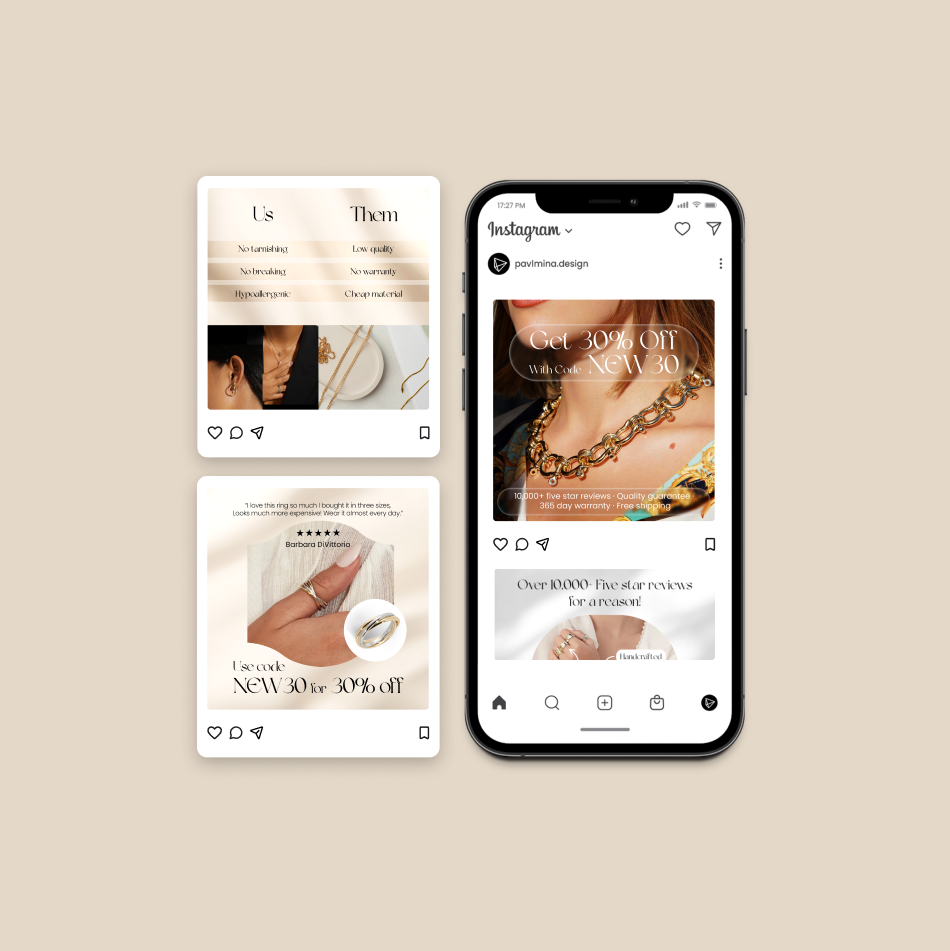 Us Them
No tarnishing Low quality
No breaking No warranty
Hypoallergenic Cheap material
"I love this ring so much I bought it in three sizes,
Looks much more expensive! Wear it almost every day."
★★★★★
Barbara DiVittorio
Use code
NEW30 for 30% off
17:27 PM
Instagram
pavlmina.design
Get 30% Off
With Code NEW30
10,000+ five star reviews · Quality guarantee
365 day warranty · Free shipping
Over 10.000+ Five star reviews
for a reason!
Handcrafted